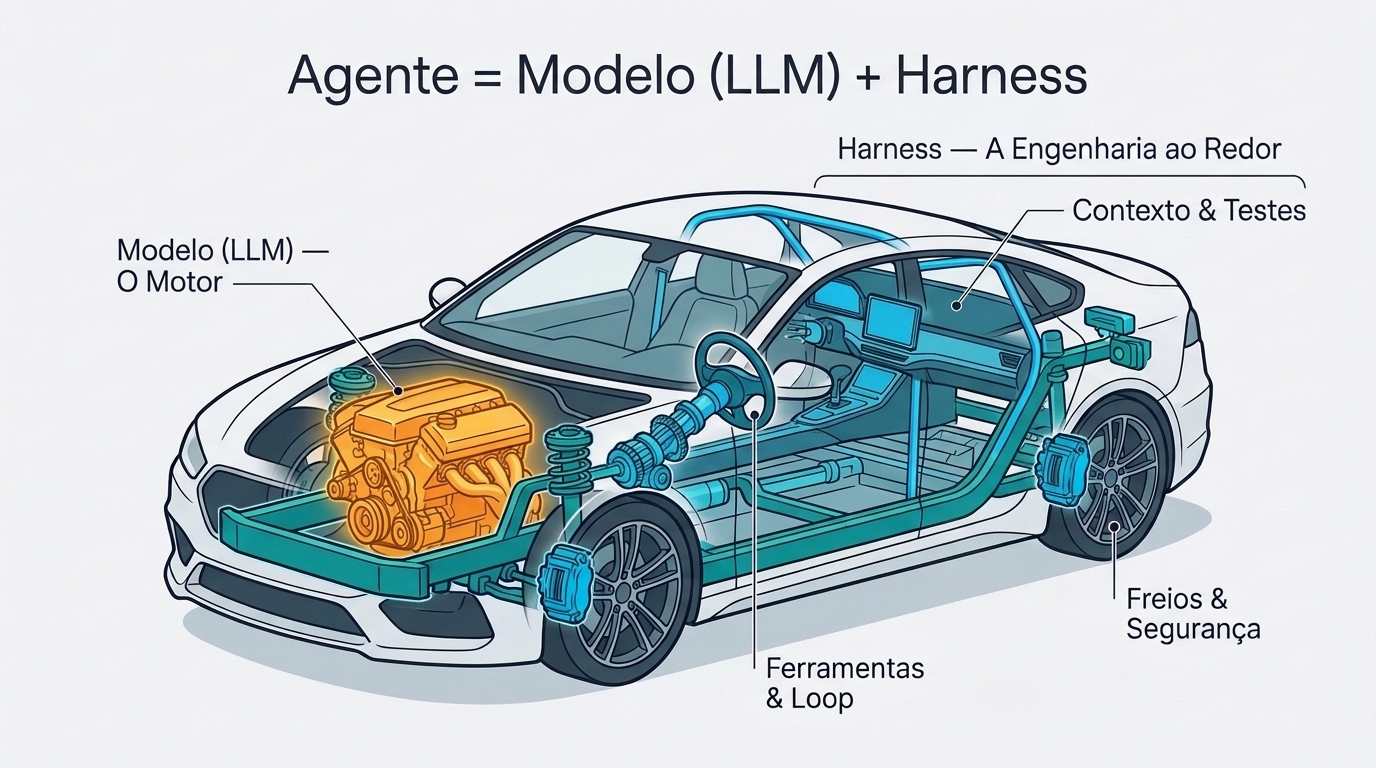 Agente = Modelo (LLM) + Harness
Harness — A Engenharia ao Redor
Contexto & Testes
Modelo (LLM) —
O Motor
Freios &
Segurança
Ferramentas
& Loop